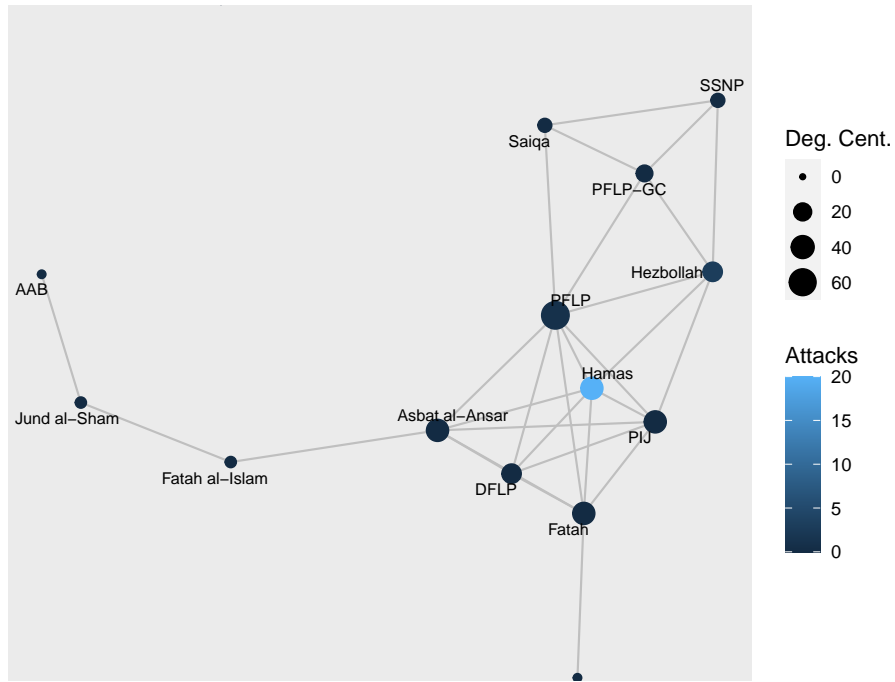 SSNP
Saiqa
PFLP−GC
Hezbollah
AAB
PFLP
Hamas
Jund al−Sham
Asbat al−Ansar
PIJ
Fatah al−Islam
DFLP
Fatah
Deg. Cent.
0
20
40
60
Attacks
20
15
10
5
0